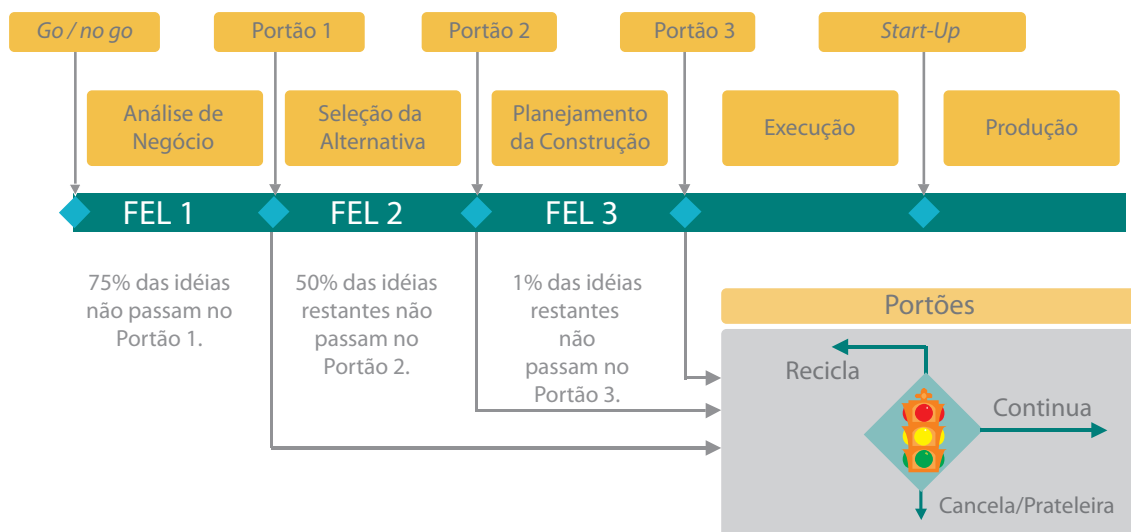 Go / no go
Portão 1
Portão 2
Portão 3
Start-Up
Análise de
Negócio
Seleção da
Alternativa
Planejamento
da Construção
Execução
Produção
FEL 1
FEL 2
FEL 3
75% das idéias
não passam no
Portão 1.
50% das idéias
restantes não
passam no
Portão 2.
1% das idéias
restantes
não
passam no
Portão 3.
Portões
Recicla
Continua
Cancela/Prateleira